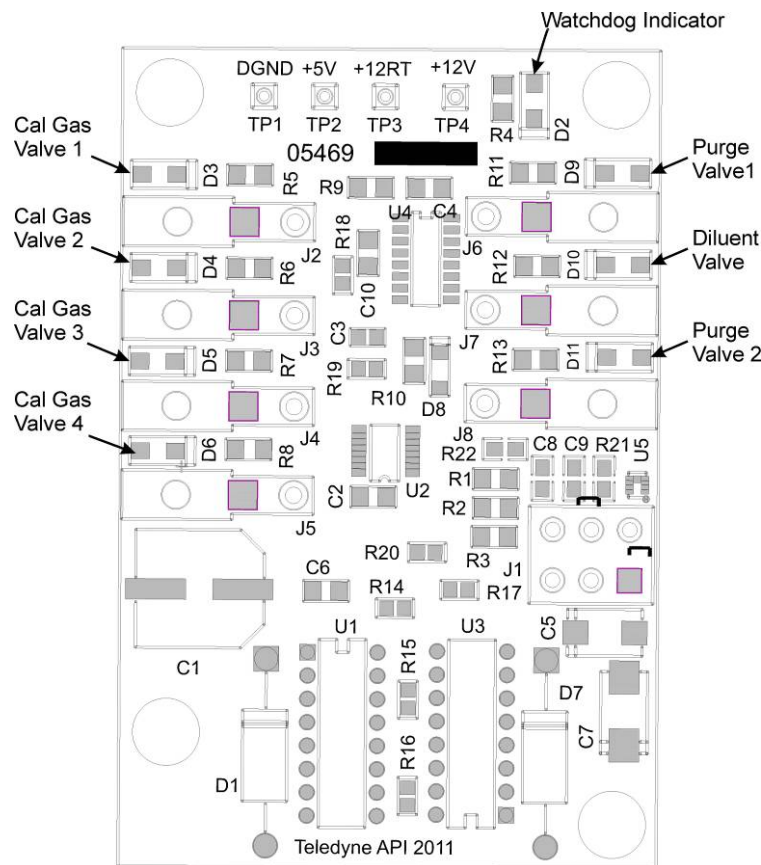 Watchdog Indicator
DGND +5V +12RT +12V
TP1 TP2 TP3 TP4
R4 D2
05469
Cal Gas
Valve 1
D3 R5
R9 C4
R11 D9
Purge
Valve1
U4
J2 J6
Cal Gas
Valve 2
D4 R6
R18 C10
R12 D10
Diluent
Valve
J3 J7
Cal Gas
Valve 3
D5 R7
C3
R19
R10 D8
R13 D11
Purge
Valve 2
J4 J8
Cal Gas
Valve 4
D6 R8
R22 C8 C9 R21 U5
U2
R1
C2
R2
J5
R3
R20
J1
C6
R14 R17
C1
U1 U3
C5
R15
D7
C7
R16
D1
Teledyne API 2011